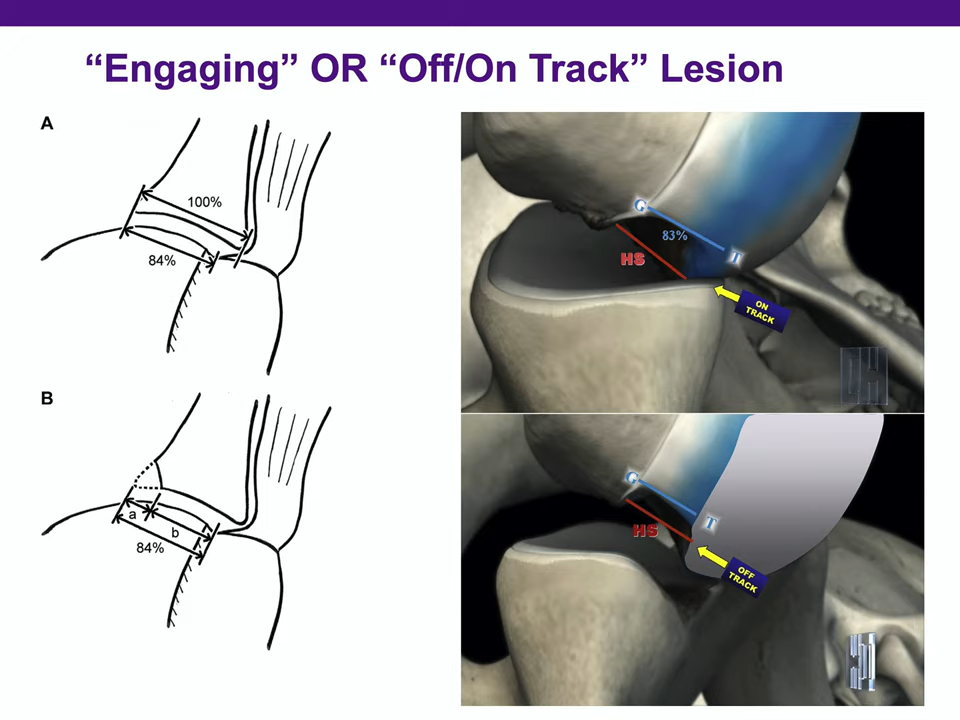 “Engaging” OR “Off/On Track” Lesion
A
100%
84%
B
a
b
84%
G
83%
T
HS
ON
TRACK
G
T
HS
OFF
TRACK